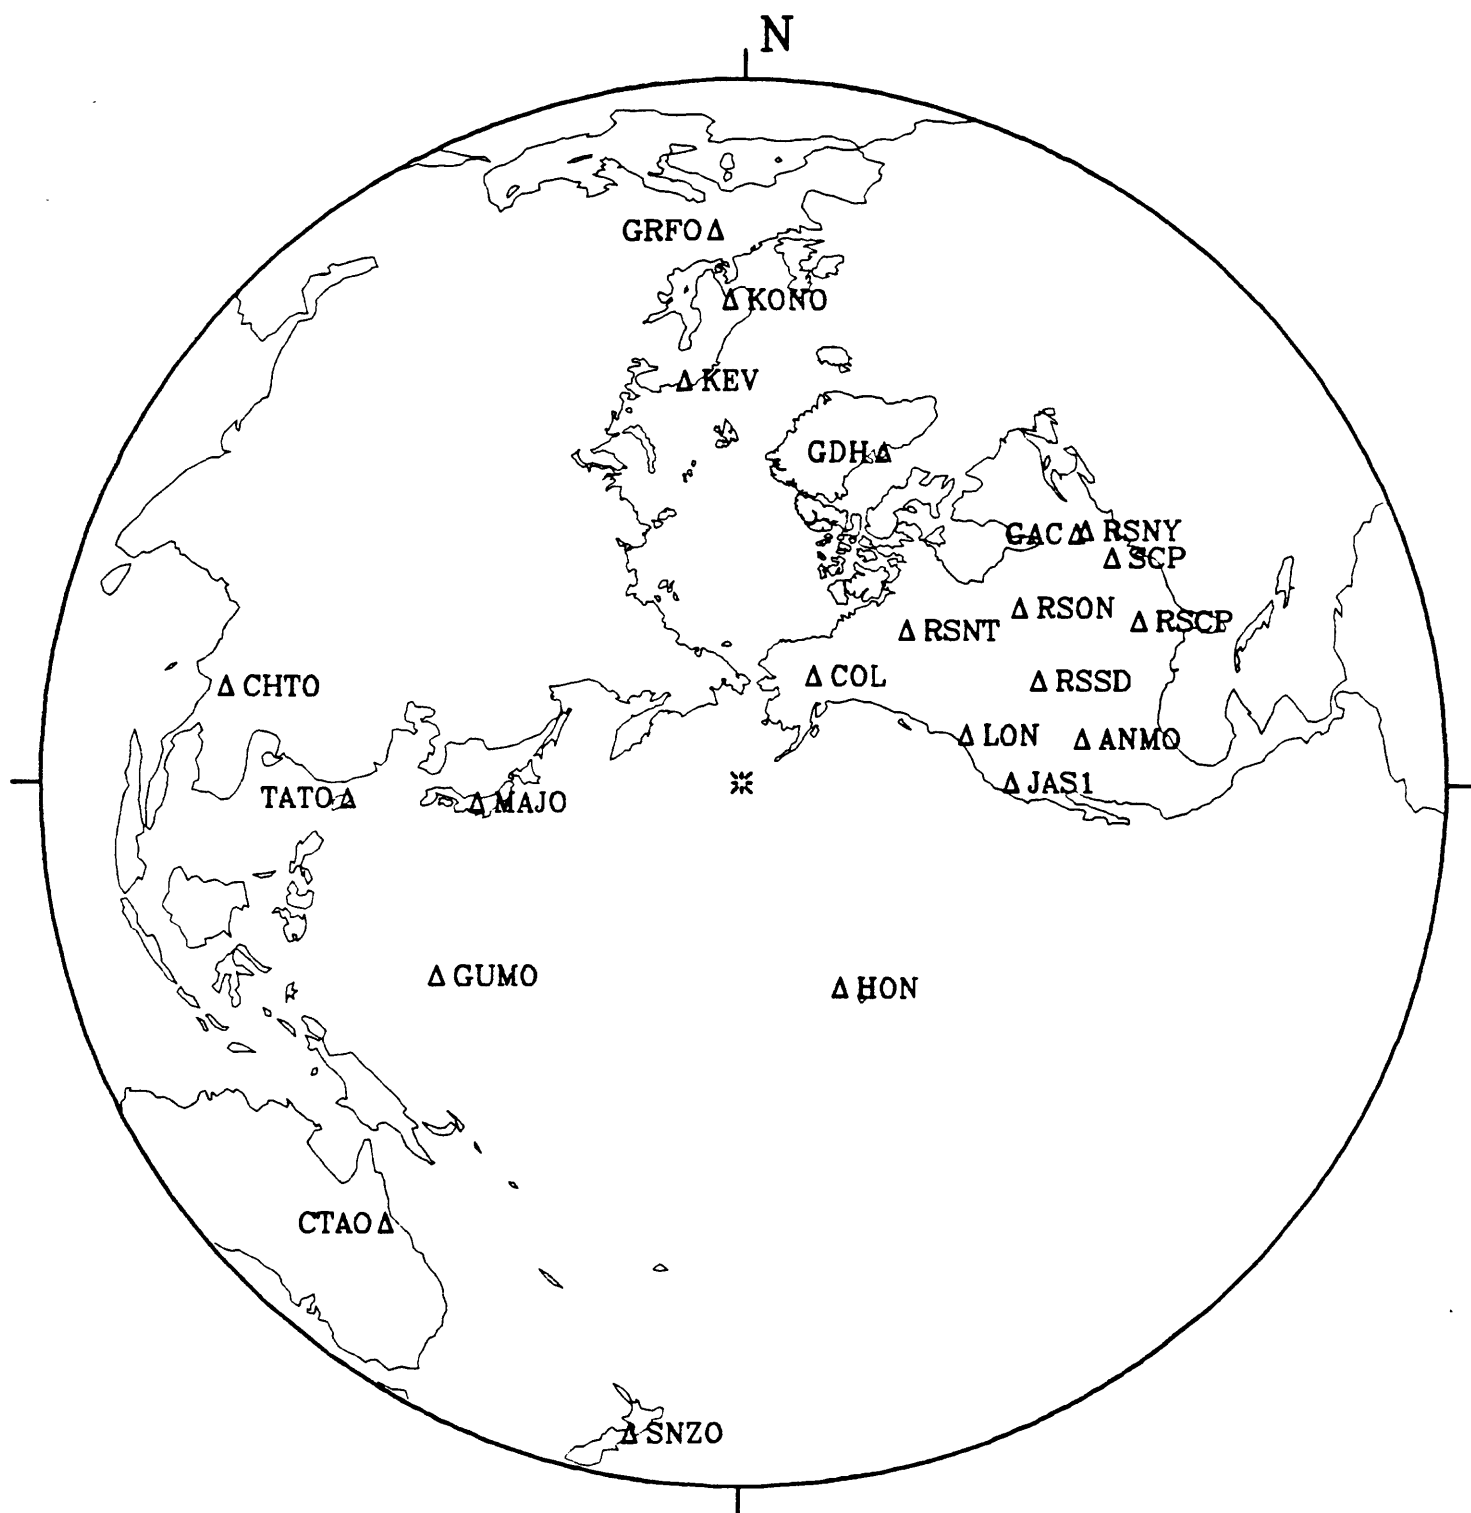 N
GRFO
KONO
KEV
GDH
GAC RSNY
SCP
RSON
RSCP
RSNT
COL
RSSD
CHTO
LON
ANMO
JAS1
TATO
MAJO
GUMO
HON
CTAO
SNZO